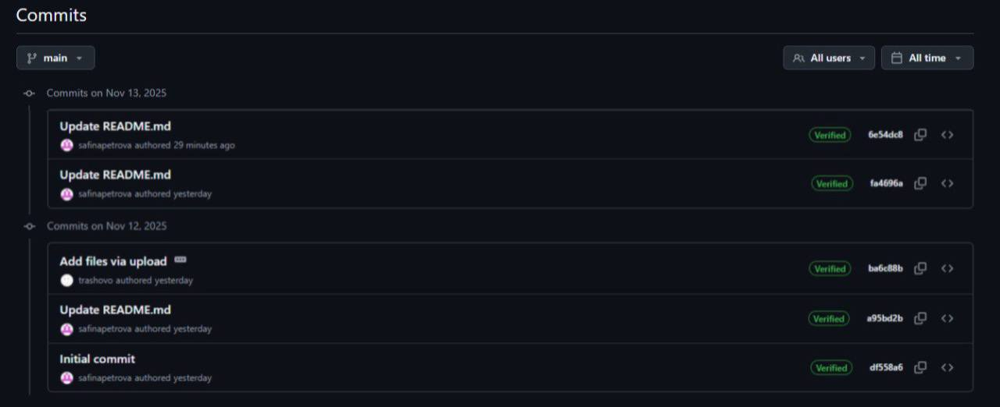 Commits
main
All users
All time
Commits on Nov 13, 2025
Update README.md
safinapetrova authored 29 minutes ago
Verified
6e54dc8
Update README.md
safinapetrova authored yesterday
Verified
fa4696a
Commits on Nov 12, 2025
Add files via upload
trashovo authored yesterday
Verified
ba6c88b
Update README.md
safinapetrova authored yesterday
Verified
a95bd2b
Initial commit
safinapetrova authored yesterday
Verified
df558a6